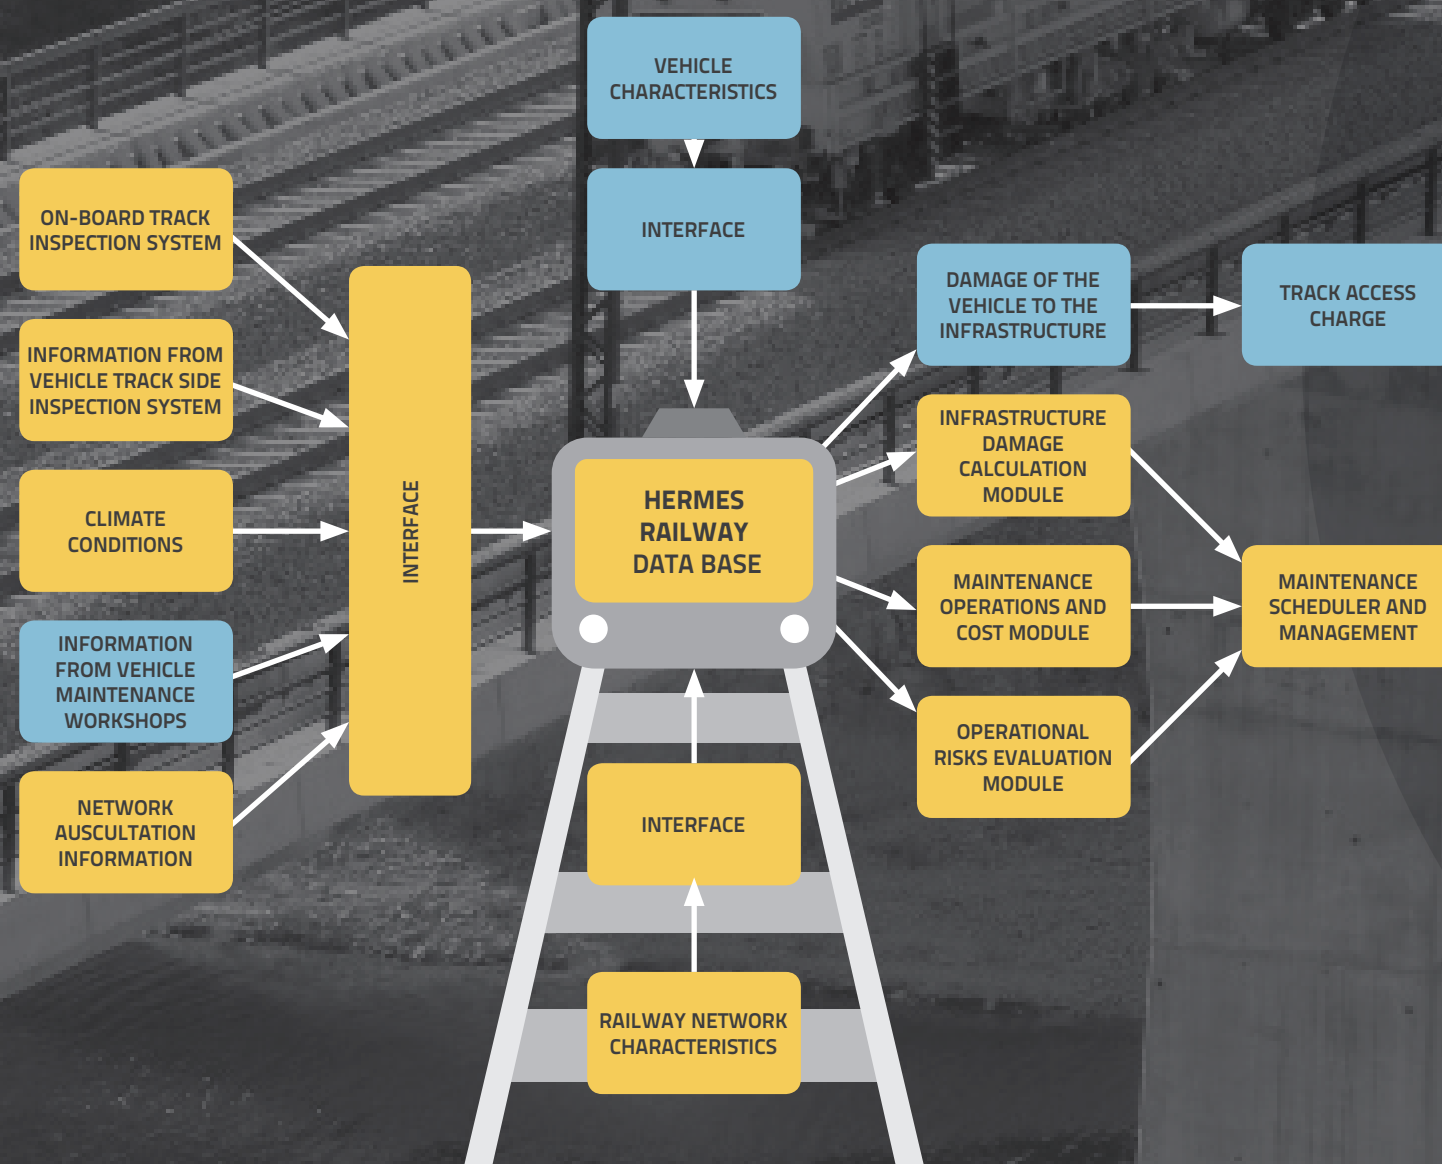 VEHICLE
CHARACTERISTICS
INTERFACE
ON-BOARD TRACK
INSPECTION SYSTEM
INFORMATION FROM
VEHICLE TRACK SIDE
INSPECTION SYSTEM
CLIMATE
CONDITIONS
INFORMATION
FROM VEHICLE
MAINTENANCE
WORKSHOPS
NETWORK
AUSCULTATION
INFORMATION
INTERFACE
HERMES
RAILWAY
DATA BASE
INTERFACE
RAILWAY NETWORK
CHARACTERISTICS
DAMAGE OF THE
VEHICLE TO THE
INFRASTRUCTURE
TRACK ACCESS
CHARGE
INFRASTRUCTURE
DAMAGE
CALCULATION
MODULE
MAINTENANCE
OPERATIONS AND
COST MODULE
OPERATIONAL
RISKS EVALUATION
MODULE
MAINTENANCE
SCHEDULER AND
MANAGEMENT